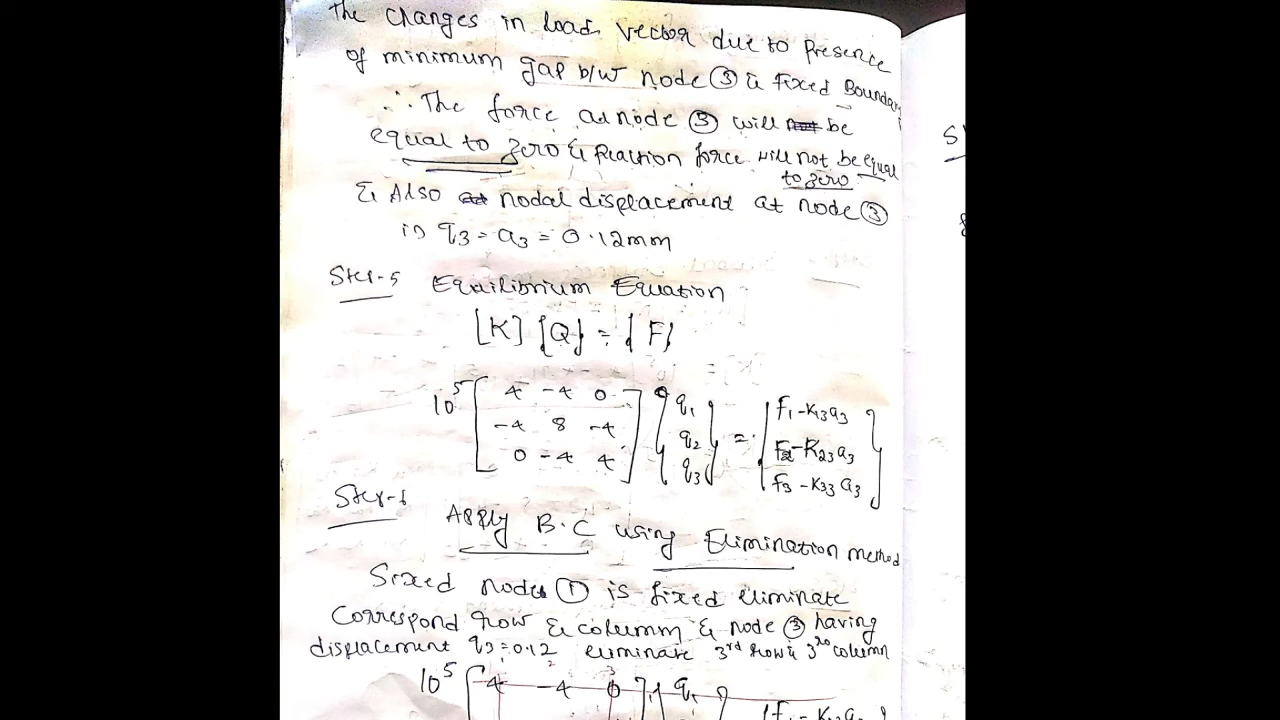 the changes in load vector due to presence
of minimum gap b/w node ③ & fixed Boundary
∴ The force at node ③ will be
equal to zero & reaction force will not be equal
to zero.
& Also nodal displacement at node ③
is q3 = a3 = 0.12mm
Step-5 Equilibrium Equation
[K] {Q} = {F}
10^5 [ 4 -4 0 ] { q1 } = { f1 - K13 a3 }
[ -4 8 -4 ] { q2 } { F2 - K23 a3 }
[ 0 -4 4 ] { q3 } { f3 - K33 a3 }
Step-6 Apply B.C using Elimination method
node ① is fixed eliminate
Correspond row & column & node ③ having
displacement q3 = 0.12 eliminate 3rd row & 3rd column
10^5 [ 4 -4 0 ] { q1 }
S